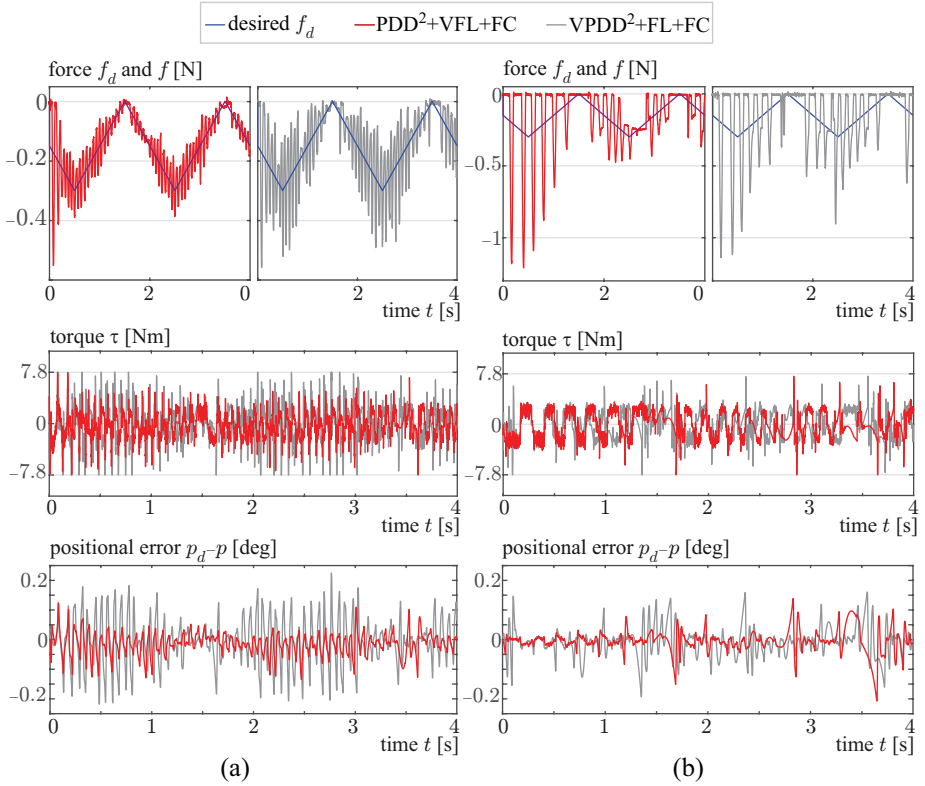 desired f_d PDD²+VFL+FC VPDD²+FL+FC
force f_d and f [N]
0
−0.2
−0.4
0 2 0 2 4
time t [s]
torque τ [Nm]
7.8
0
−7.8
0 1 2 3 4
time t [s]
positional error p_d−p [deg]
0.2
0
−0.2
0 1 2 3 4
time t [s]
(a)
force f_d and f [N]
0
−0.5
−1
0 2 0 2 4
time t [s]
torque τ [Nm]
7.8
0
−7.8
0 1 2 3 4
time t [s]
positional error p_d−p [deg]
0.2
0
−0.2
0 1 2 3 4
time t [s]
(b)